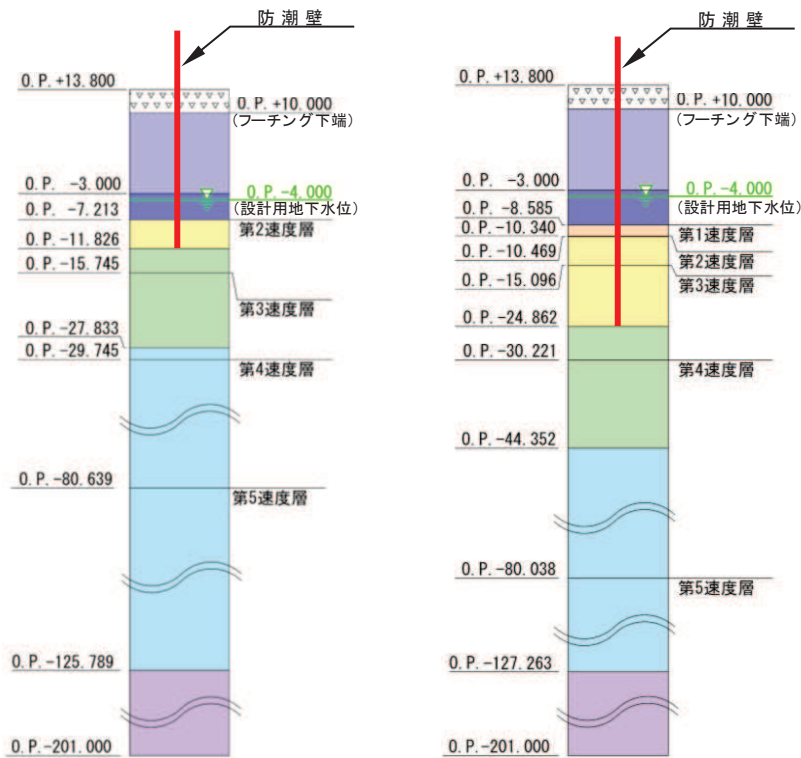 防潮壁
O.P. +13.800
O.P. +10.000
(フーチング下端)
O.P. -3.000
O.P. -4.000
(設計用地下水位)
O.P. -7.213
第2速度層
O.P. -11.826
O.P. -15.745
第3速度層
O.P. -27.833
O.P. -29.745
第4速度層
O.P. -80.639
第5速度層
O.P. -125.789
O.P. -201.000
防潮壁
O.P. +13.800
O.P. +10.000
(フーチング下端)
O.P. -3.000
O.P. -4.000
(設計用地下水位)
O.P. -8.585
O.P. -10.340
第1速度層
O.P. -10.469
第2速度層
O.P. -15.096
第3速度層
O.P. -24.862
O.P. -30.221
第4速度層
O.P. -44.352
O.P. -80.038
第5速度層
O.P. -127.263
O.P. -201.000